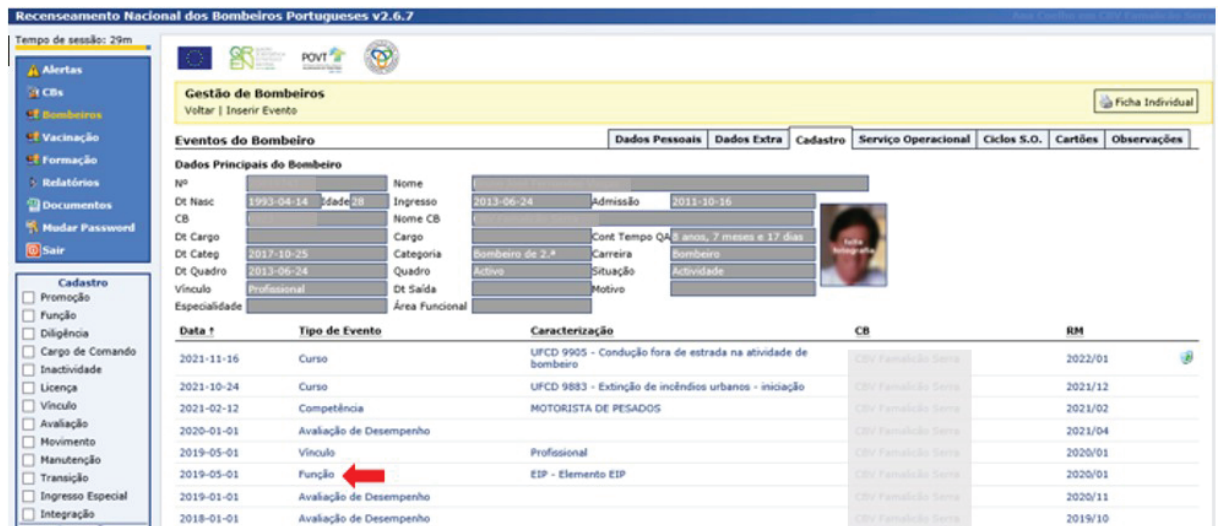 Recenseamento Nacional dos Bombeiros Portugueses v2.6.7
Tempo de sessão: 29m
Alertas
CBs
Bombeiros
Vacinação
Formação
Relatórios
Documentos
Mudar Password
Sair
Cadastro
Promoção
Função
Diligência
Cargo de Comando
Inactividade
Licença
Vínculo
Avaliação
Movimento
Manutenção
Transição
Ingresso Especial
Integração
QREN
POVT
Gestão de Bombeiros
Voltar | Inserir Evento
Ficha Individual
Eventos do Bombeiro
Dados Pessoais Dados Extra Cadastro Serviço Operacional Ciclos S.O. Cartões Observações
Dados Principais do Bombeiro
Nº Nome
Dt Nasc 1993-04-14 Idade 28 Ingresso 2013-06-24 Admissão 2011-10-16
CB Nome CB
Dt Cargo Cargo Cont Tempo QA 8 anos, 7 meses e 17 dias
Dt Categ 2017-10-25 Categoria Bombeiro de 2.ª Carreira Bombeiro
Dt Quadro 2013-06-24 Quadro Activo Situação Actividade
Vínculo Profissional Dt Saída Motivo
Especialidade Área Funcional
falta fotografia
Data ↑ Tipo de Evento Caracterização CB RM
2021-11-16 Curso UFCD 9905 - Condução fora de estrada na atividade de
bombeiro CBV Famalicão Serra 2022/01
2021-10-24 Curso UFCD 9883 - Extinção de incêndios urbanos - iniciação CBV Famalicão Serra 2021/12
2021-02-12 Competência MOTORISTA DE PESADOS CBV Famalicão Serra 2021/02
2020-01-01 Avaliação de Desempenho CBV Famalicão Serra 2021/04
2019-05-01 Vínculo Profissional CBV Famalicão Serra 2020/01
2019-05-01 Função EIP - Elemento EIP CBV Famalicão Serra 2020/01
2019-01-01 Avaliação de Desempenho CBV Famalicão Serra 2020/11
2018-01-01 Avaliação de Desempenho CBV Famalicão Serra 2019/10